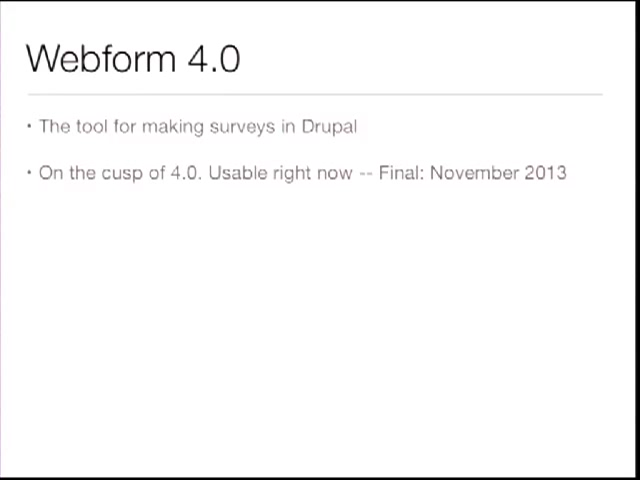 Webform 4.0
• The tool for making surveys in Drupal
• On the cusp of 4.0. Usable right now -- Final: November 2013